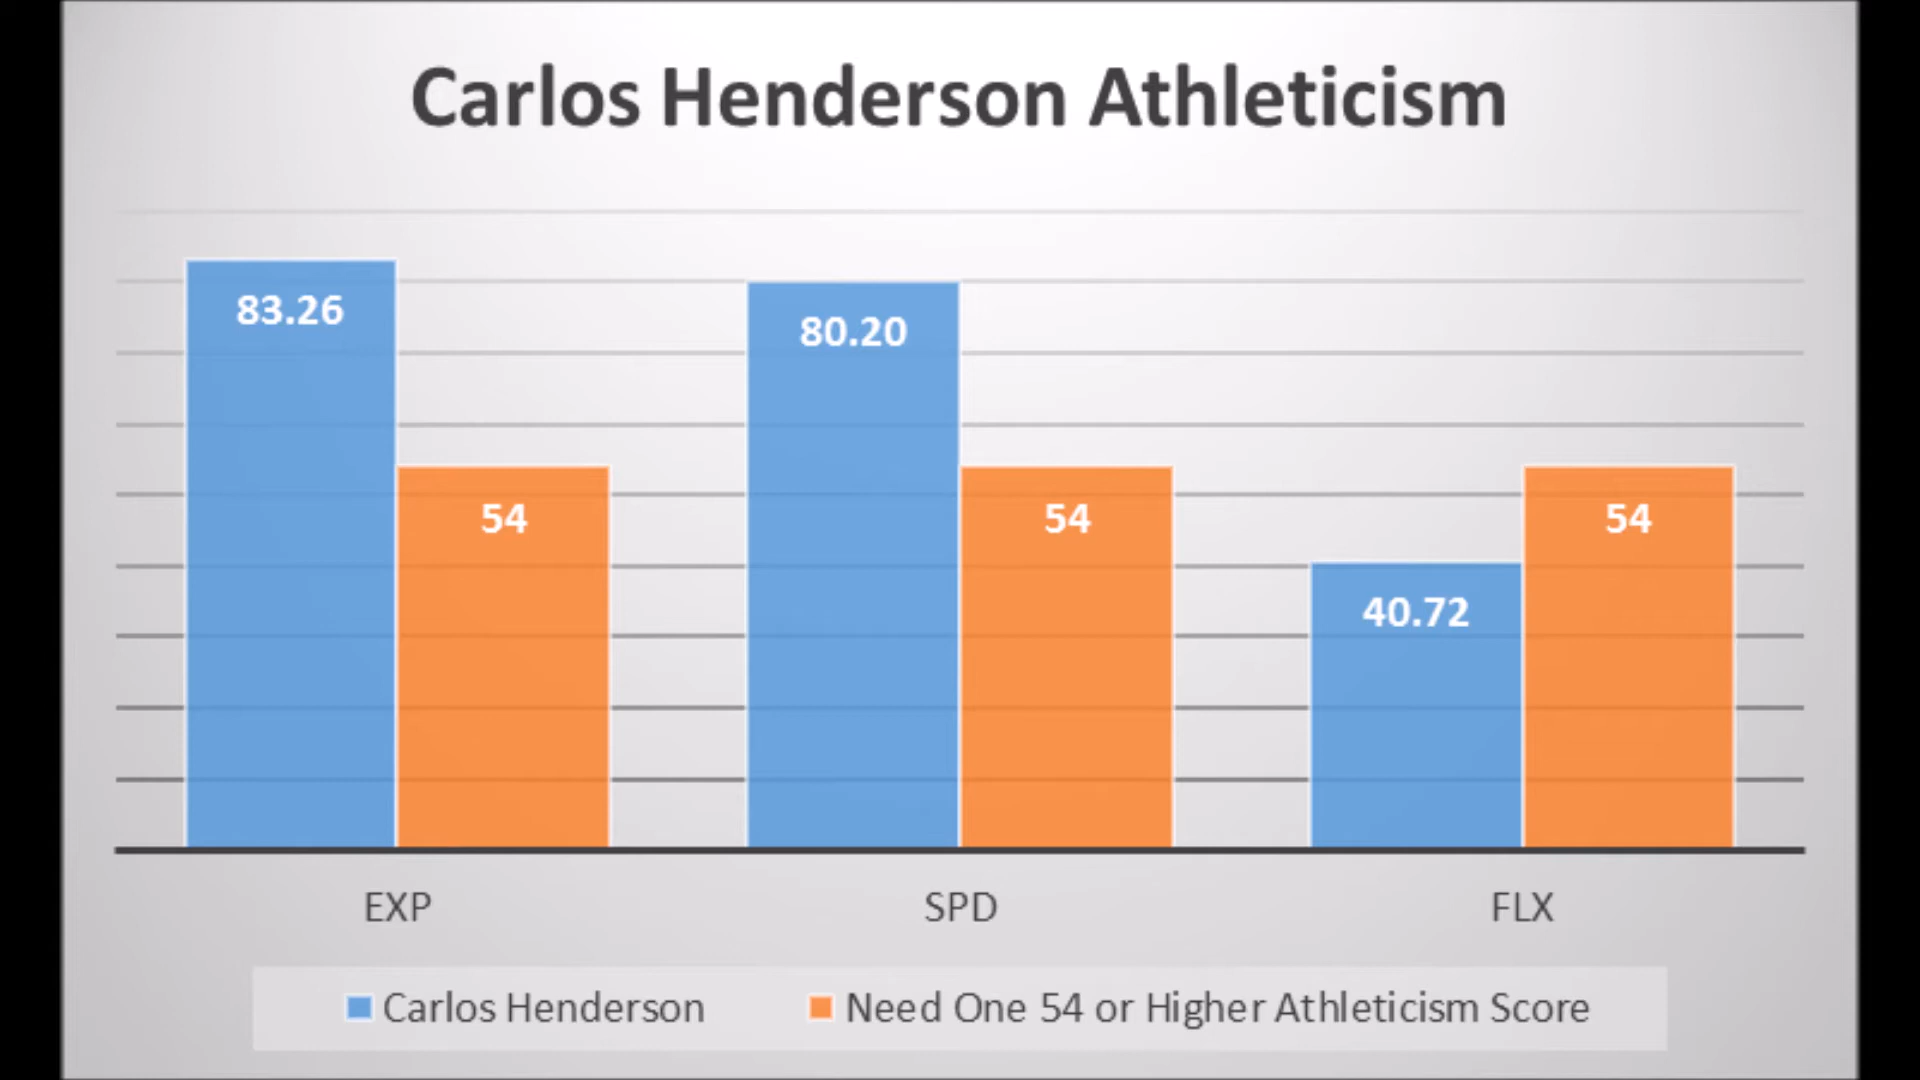 Carlos Henderson Athleticism
83.26
54
80.20
54
40.72
54
EXP
SPD
FLX
Carlos Henderson
Need One 54 or Higher Athleticism Score